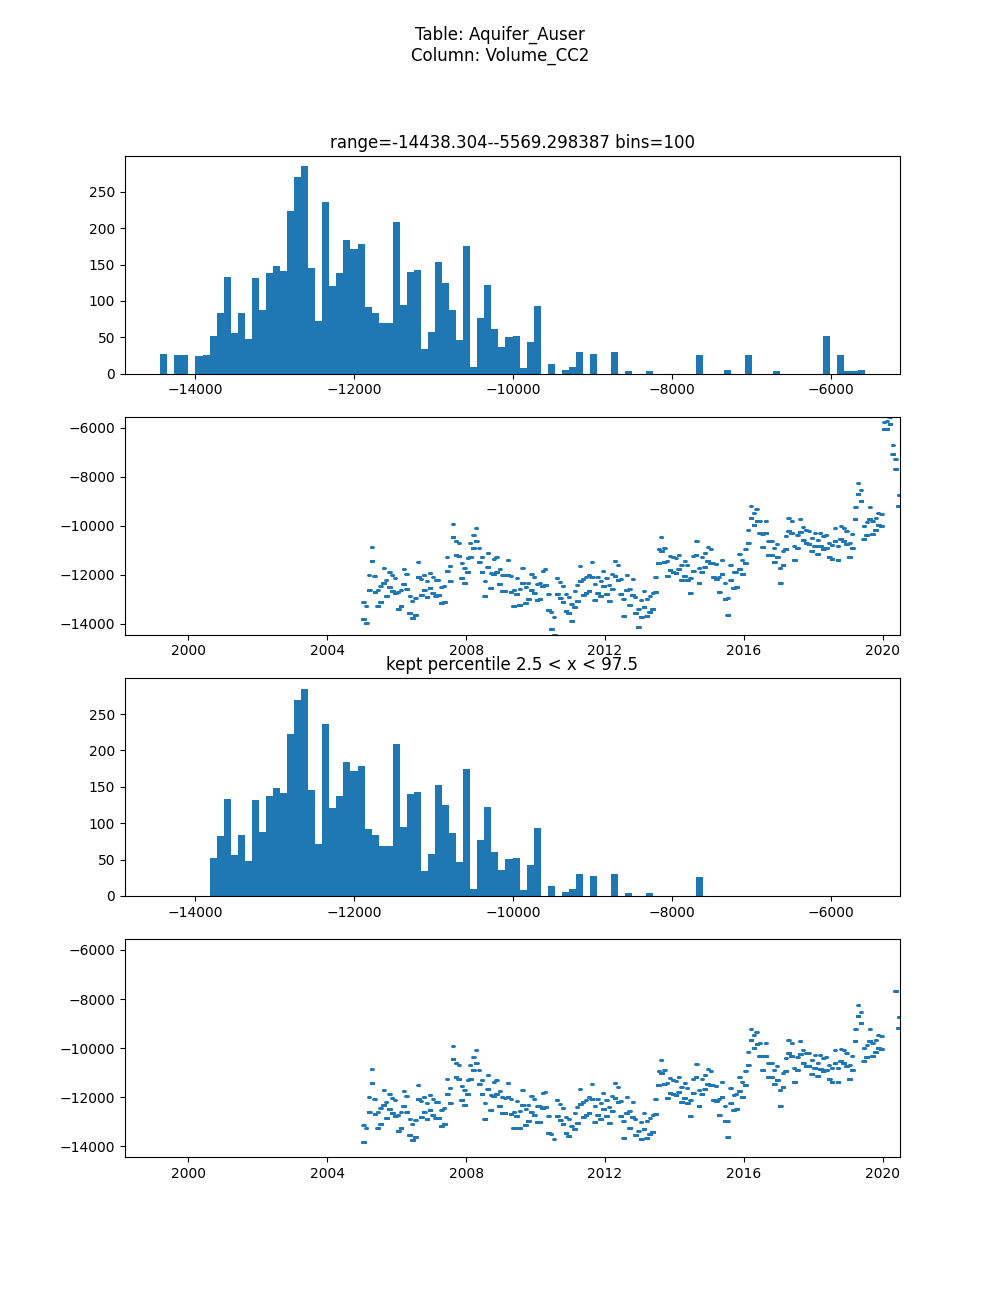 Table: Aquifer_Auser
Column: Volume_CC2
range=-14438.304--5569.298387 bins=100
250
200
150
100
50
0
−14000 −12000 −10000 −8000 −6000
−6000
−8000
−10000
−12000
−14000
2000 2004 2008 2012 2016 2020
kept percentile 2.5 < x < 97.5
250
200
150
100
50
0
−14000 −12000 −10000 −8000 −6000
−6000
−8000
−10000
−12000
−14000
2000 2004 2008 2012 2016 2020